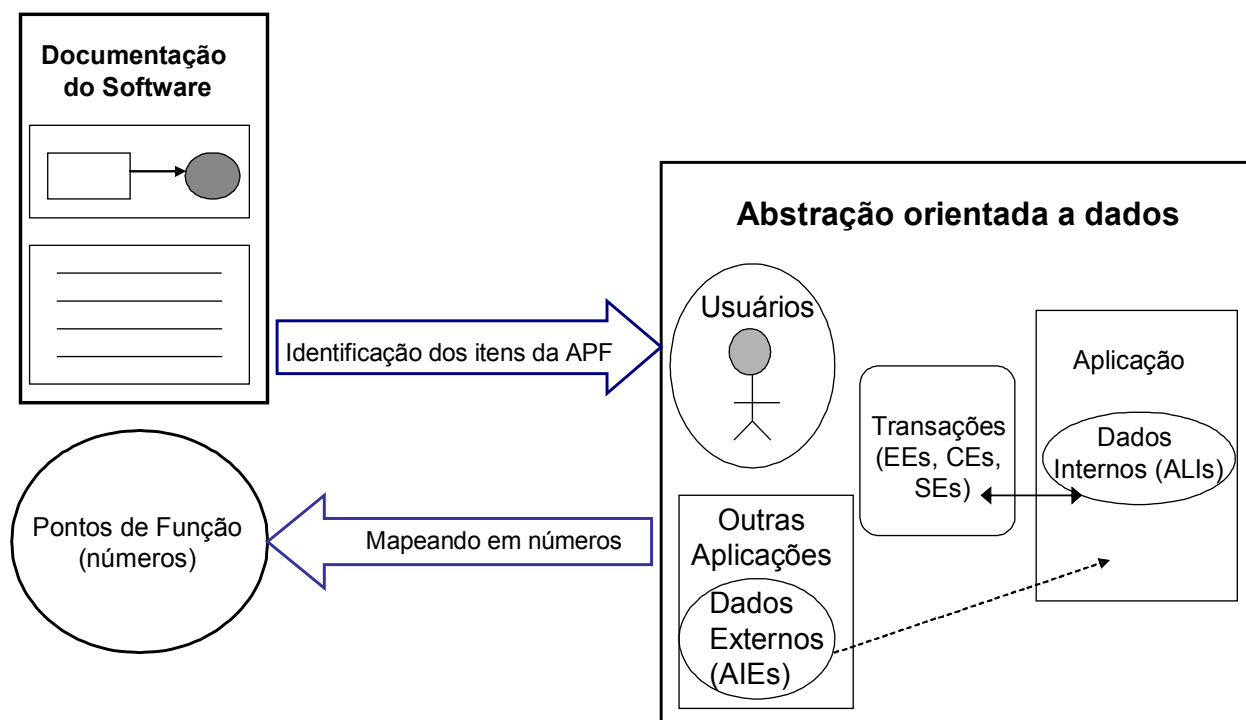 Documentação
do Software
Identificação dos itens da APF
Pontos de Função
(números)
Mapeando em números
Abstração orientada a dados
Usuários
Transações
(EEs, CEs,
SEs)
Aplicação
Dados
Internos (ALIs)
Outras
Aplicações
Dados
Externos
(AIEs)